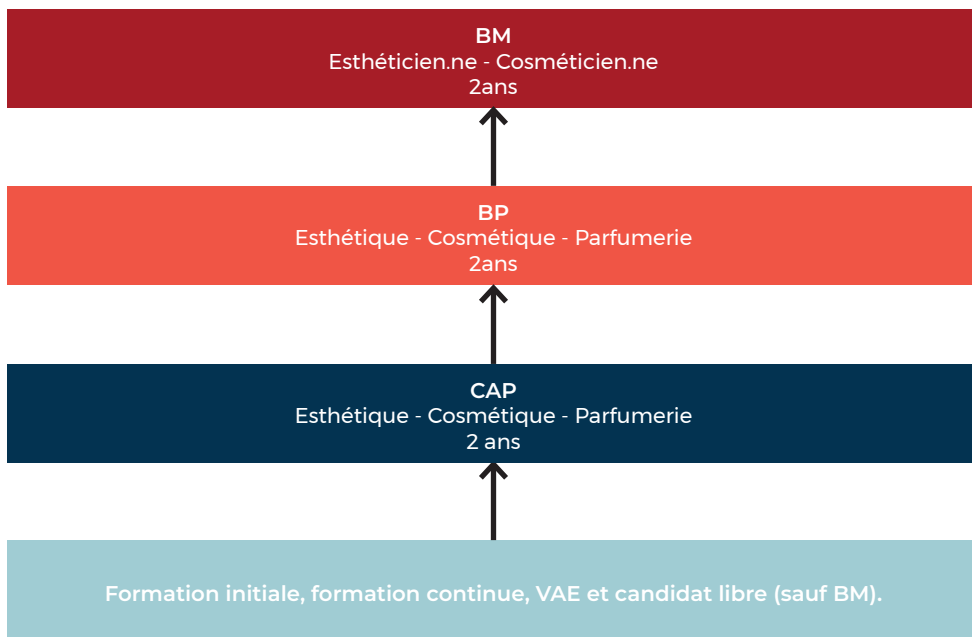 BM
Esthéticien.ne - Cosméticien.ne
2ans
BP
Esthétique - Cosmétique - Parfumerie
2ans
CAP
Esthétique - Cosmétique - Parfumerie
2 ans
Formation initiale, formation continue, VAE et candidat libre (sauf BM).